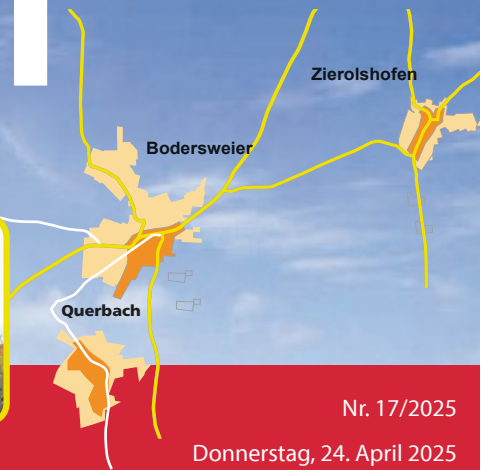 Zierolshofen
Bodersweier
Querbach
Nr. 17/2025
Donnerstag, 24. April 2025